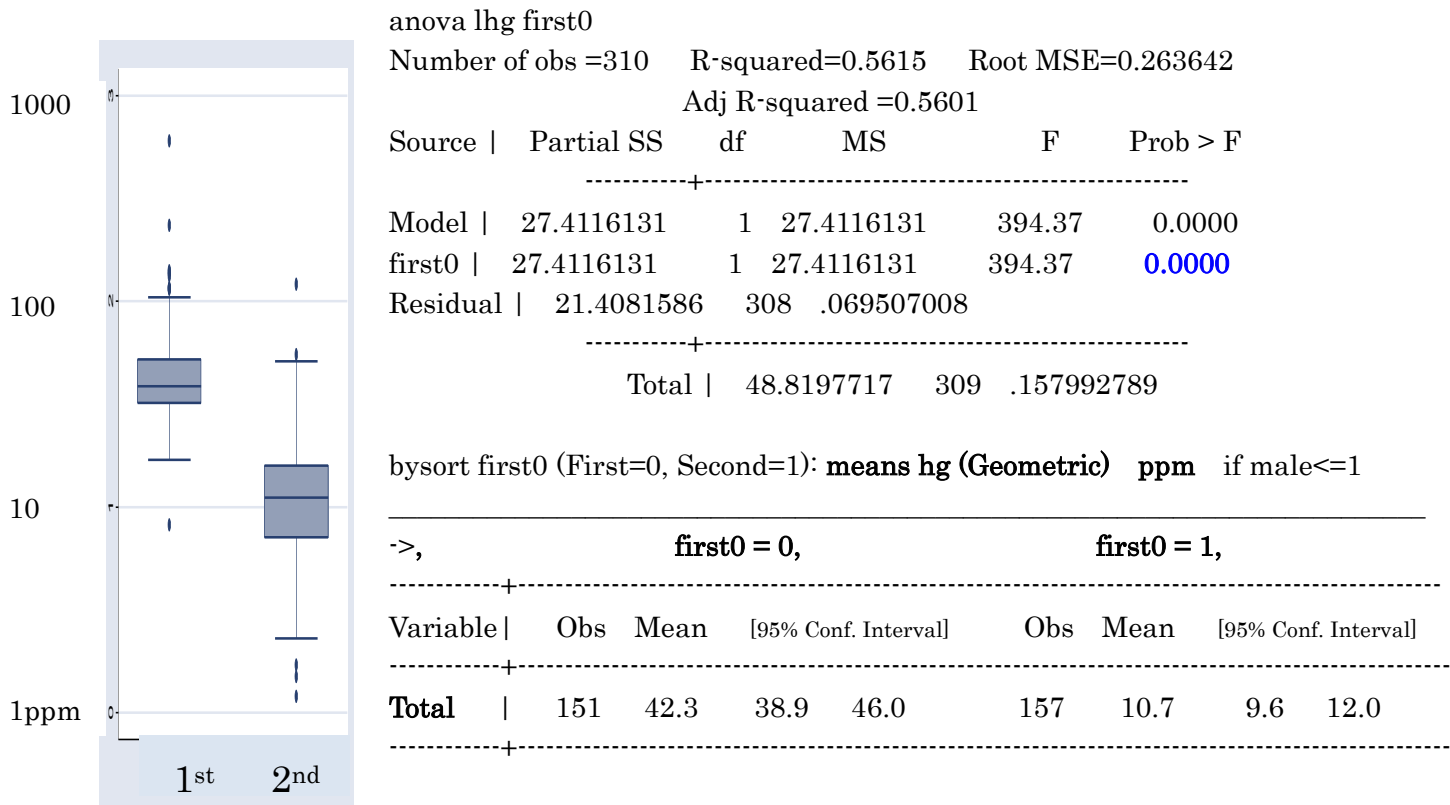 1000
100
10
1ppm
3
2
1
0
1st 2nd
anova lhg first0
Number of obs =310 R-squared=0.5615 Root MSE=0.263642
Adj R-squared =0.5601
Source | Partial SS df MS F Prob > F
-----------+--------------------------------------------------
Model | 27.4116131 1 27.4116131 394.37 0.0000
first0 | 27.4116131 1 27.4116131 394.37 0.0000
Residual | 21.4081586 308 .069507008
-----------+--------------------------------------------------
Total | 48.8197717 309 .157992789
bysort first0 (First=0, Second=1): means hg (Geometric) ppm if male<=1
->, first0 = 0, first0 = 1,
Variable| Obs Mean [95% Conf. Interval] Obs Mean [95% Conf. Interval]
Total | 151 42.3 38.9 46.0 157 10.7 9.6 12.0